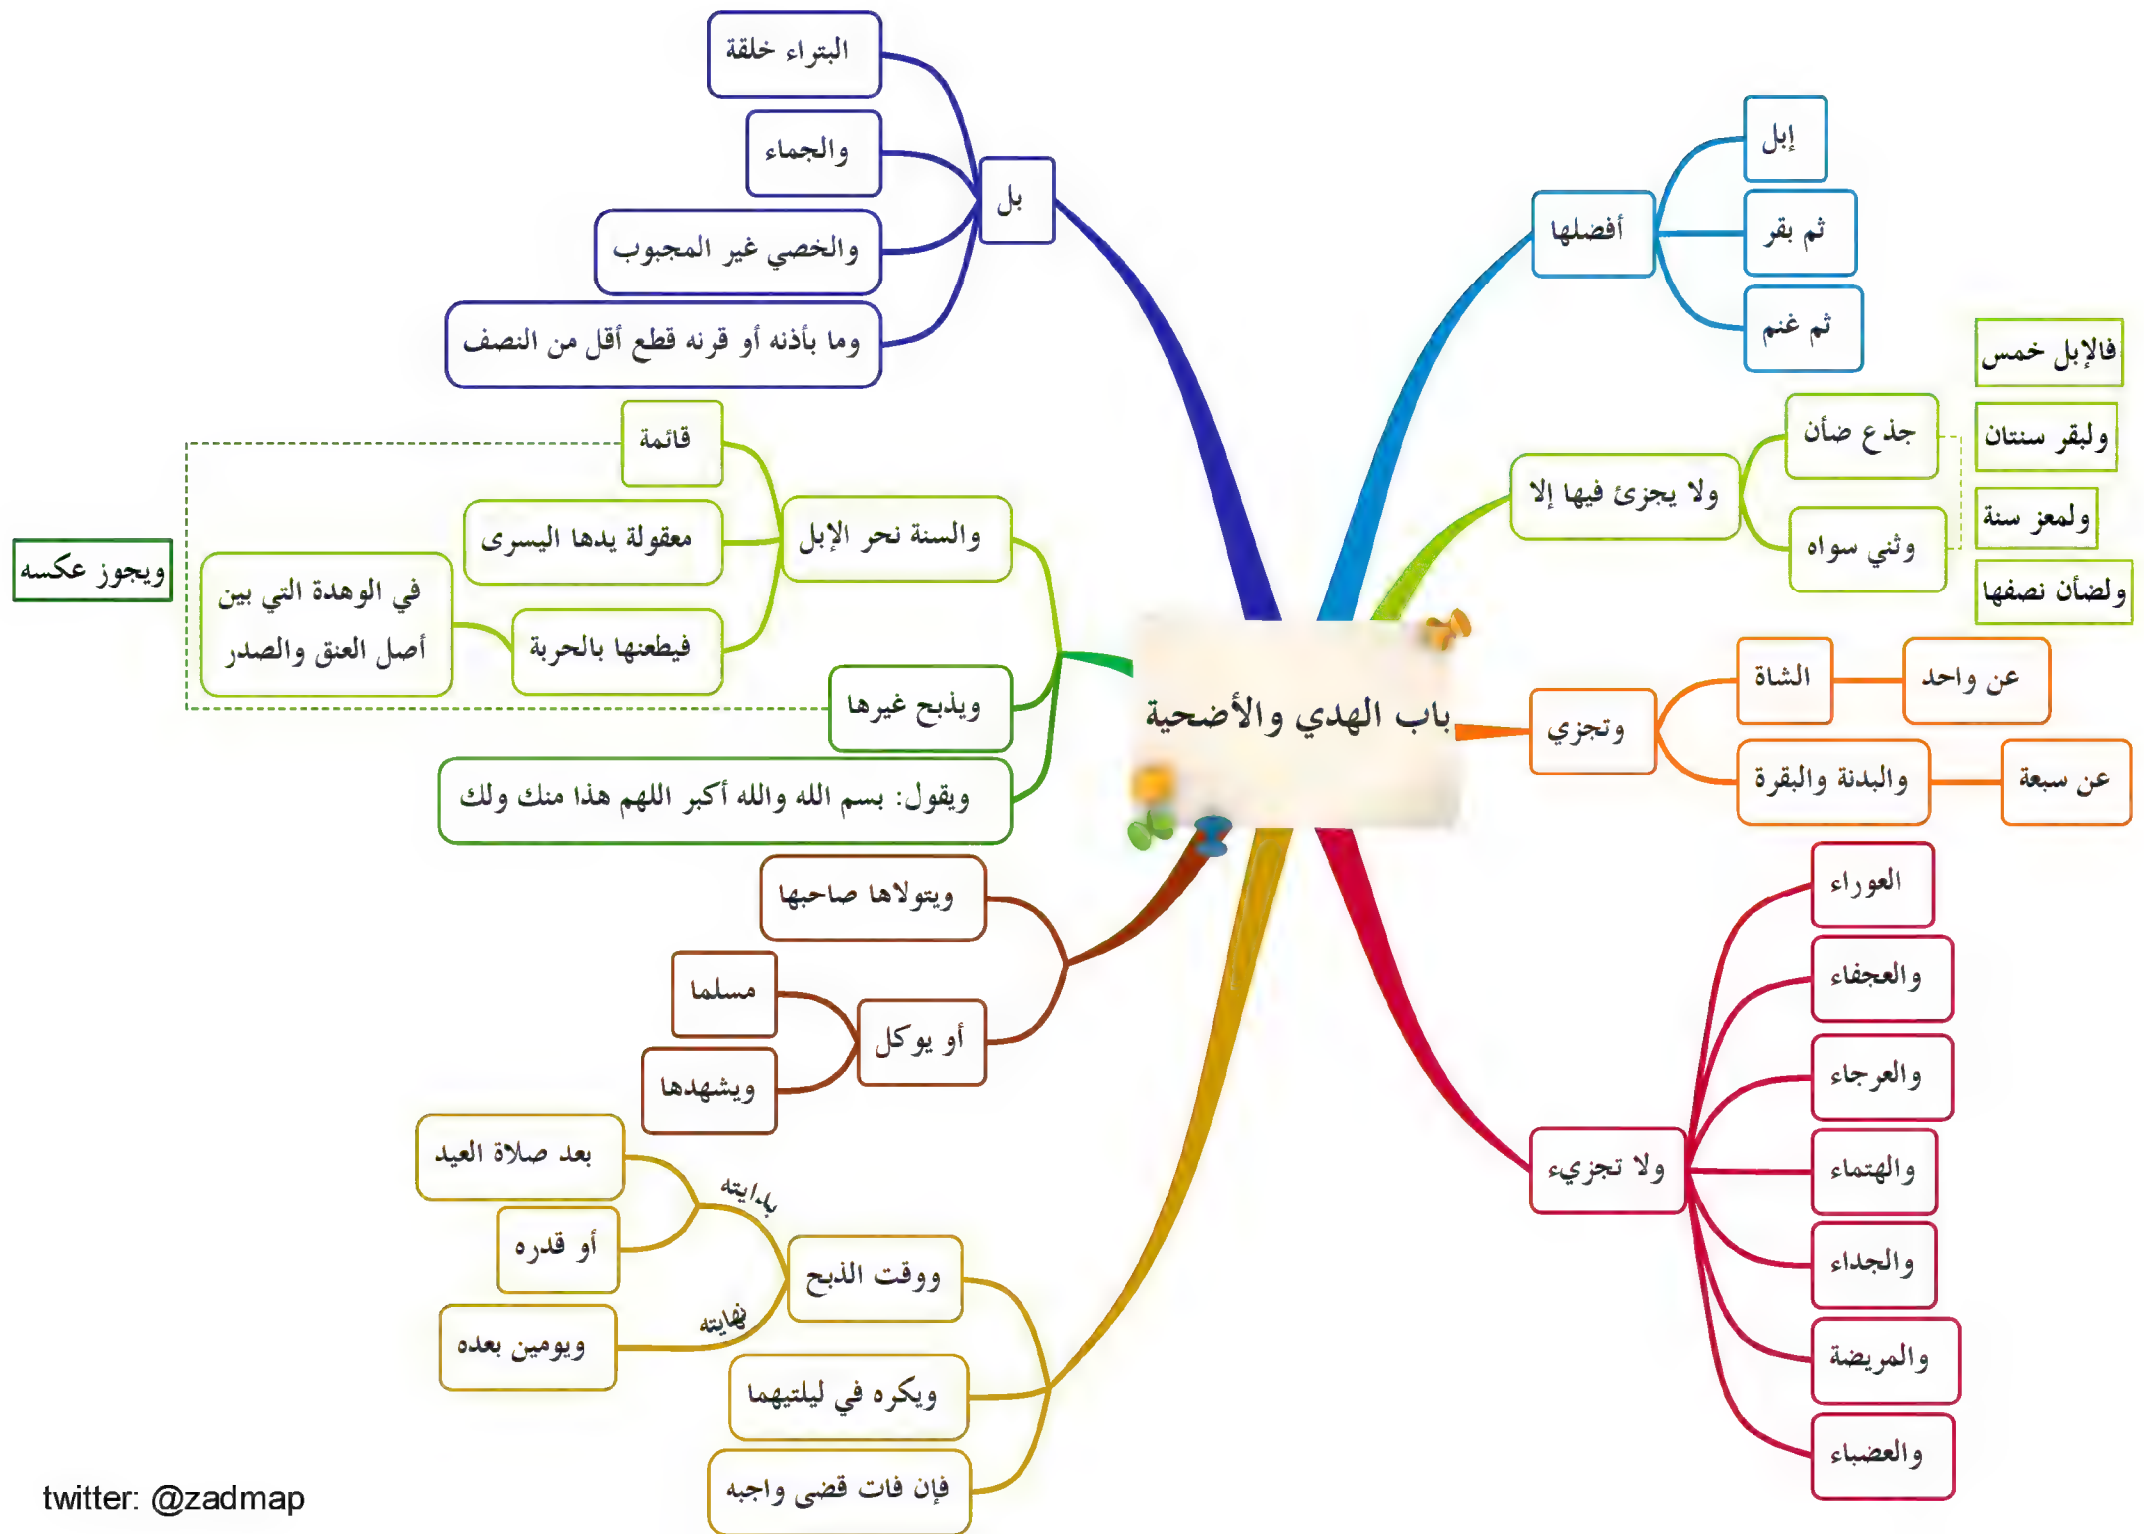 باب الهدي والأضحية
أفضلها
إبل
ثم بقر
ثم غنم
ولا يجزئ فيها إلا
جذع ضأن
وثني سواه
فالإبل خمس
ولبقر سنتان
ولمعز سنة
ولضأن نصفها
وتجزي
الشاة
عن واحد
والبدنة والبقرة
عن سبعة
ولا تجزيء
العوراء
والعجفاء
والعرجاء
والهتماء
والجداء
والمريضة
والعضباء
بل
البتراء خلقة
والجماء
والخصي غير المجبوب
وما بأذنه أو قرنه قطع أقل من النصف
والسنة نحر الإبل
قائمة
معقولة يدها اليسرى
فيطعنها بالحربة
في الوهدة التي بين
أصل العنق والصدر
ويذبح غيرها
ويجوز عكسه
ويقول: بسم الله والله أكبر اللهم هذا منك ولك
ويتولاها صاحبها
أو يوكل
مسلما
ويشهدها
ووقت الذبح
بدايته
بعد صلاة العيد
أو قدره
نهايته
ويومين بعده
ويكره في ليلتيهما
فإن فات قضى واجبه
twitter: @zadmap